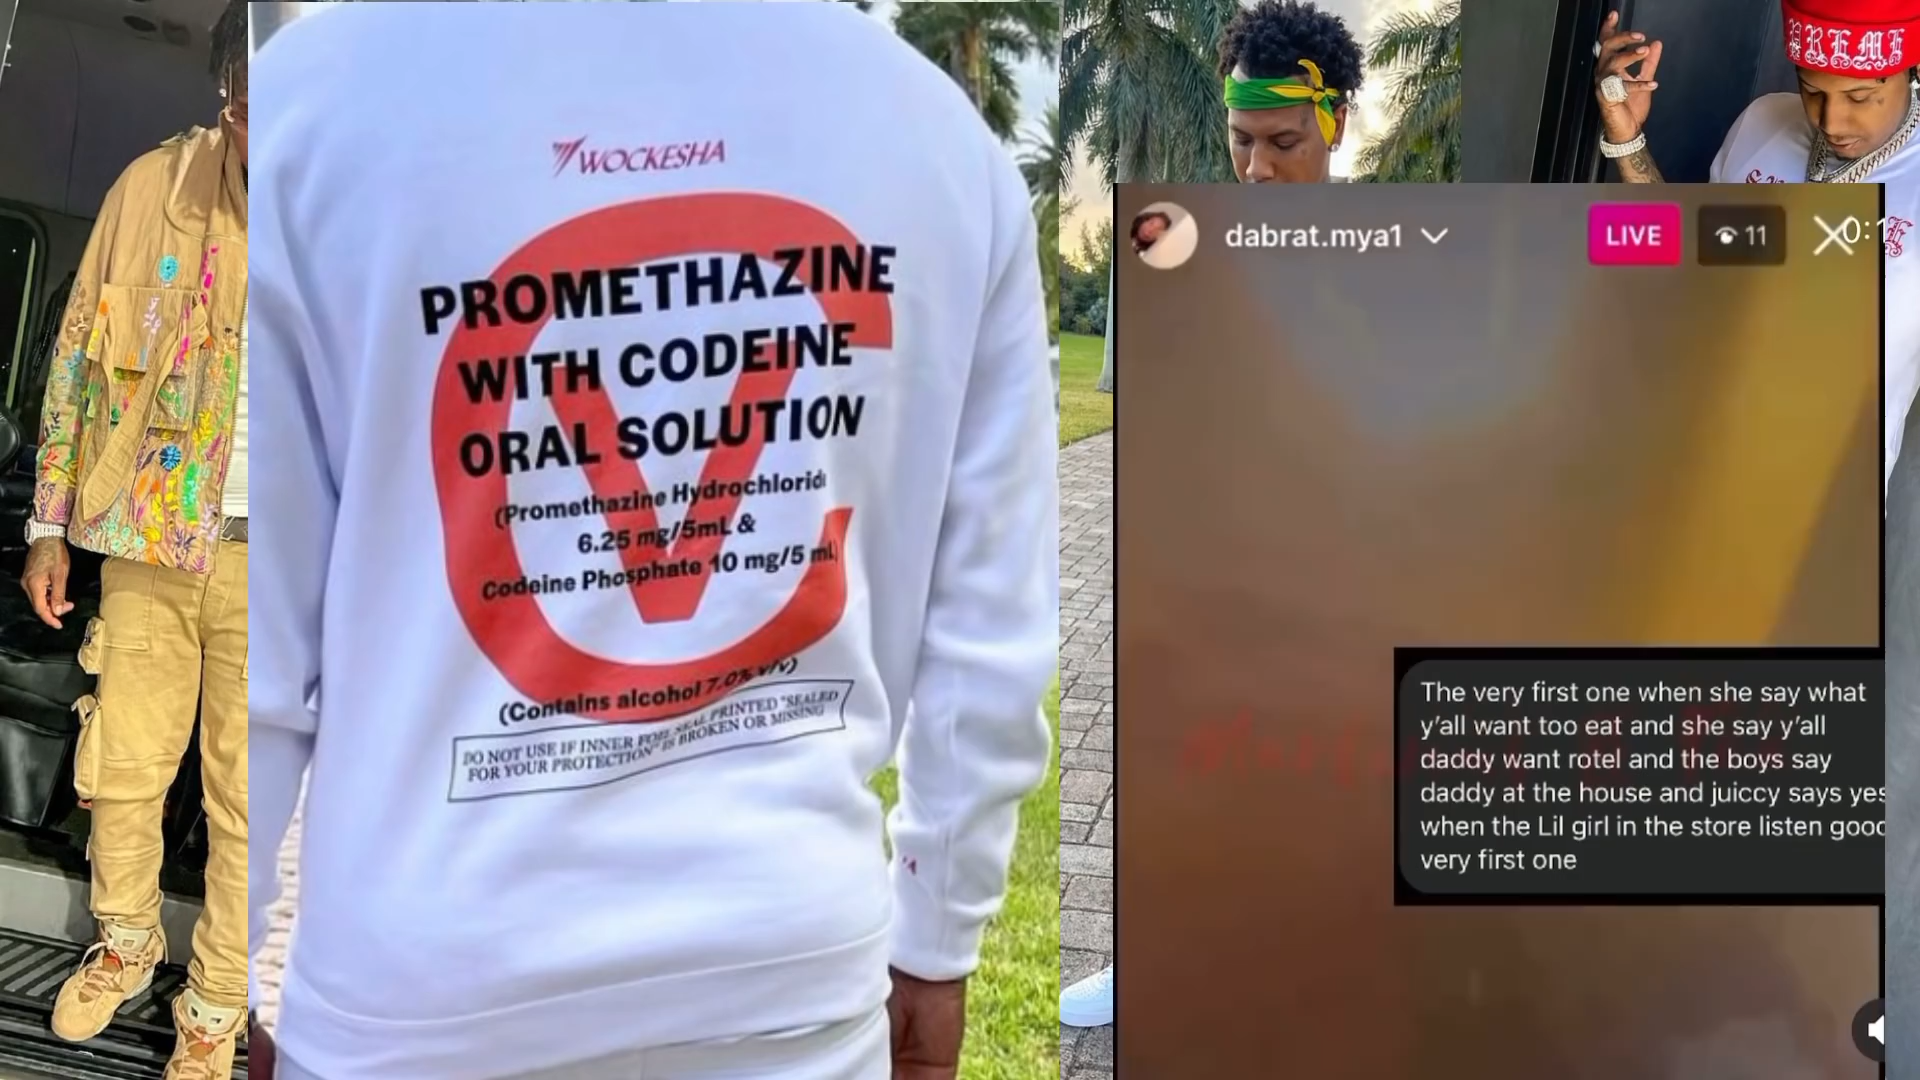 WOCKESHA
PROMETHAZINE
WITH CODEINE
ORAL SOLUTION
(Promethazine Hydrochlorid
6.25 mg/5mL &
Codeine Phosphate 10 mg/5 mL)
(Contains alcohol 7.0% v/v)
DO NOT USE IF INNER FOIL SEAL PRINTED "SEALED
FOR YOUR PROTECTION" IS BROKEN OR MISSING
PREME
dabrat.mya1
LIVE
11
0:1
The very first one when she say what
y'all want too eat and she say y'all
daddy want rotel and the boys say
daddy at the house and juiccy says yes
when the Lil girl in the store listen good
very first one